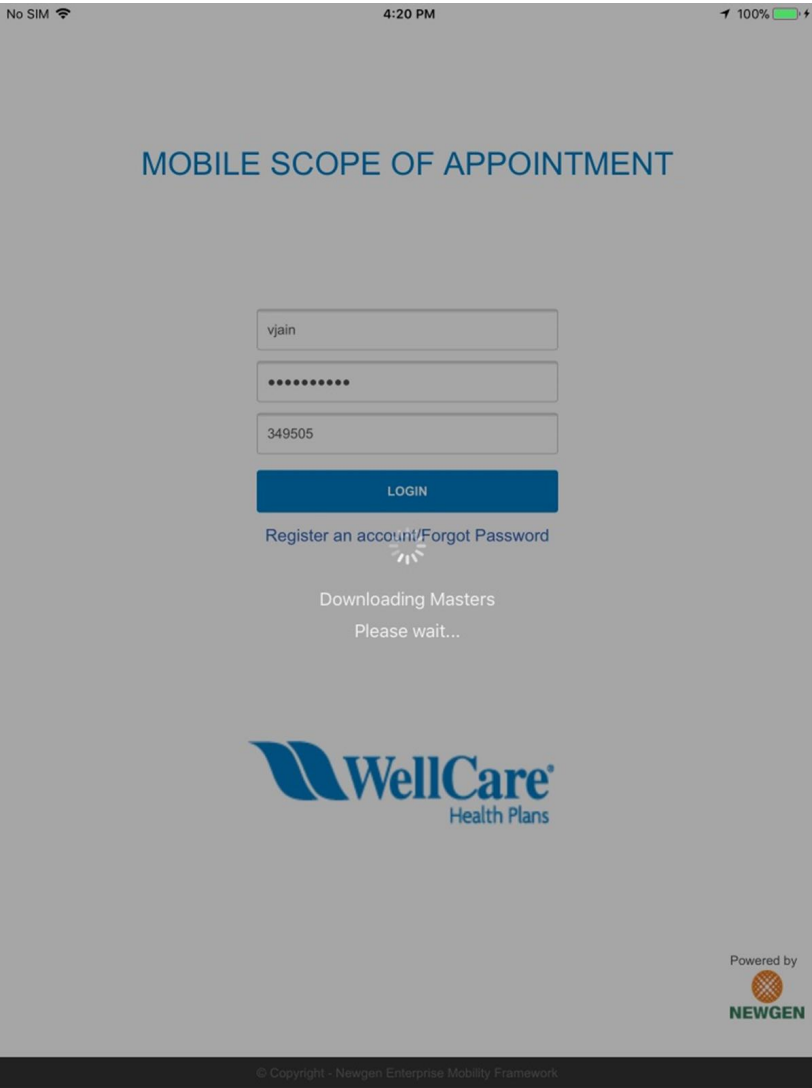 No SIM 4:20 PM 100%
MOBILE SCOPE OF APPOINTMENT
vjain
••••••••••
349505
LOGIN
Register an account/Forgot Password
Downloading Masters
Please wait...
WellCare®
Health Plans
Powered by
NEWGEN
© Copyright - Newgen Enterprise Mobility Framework